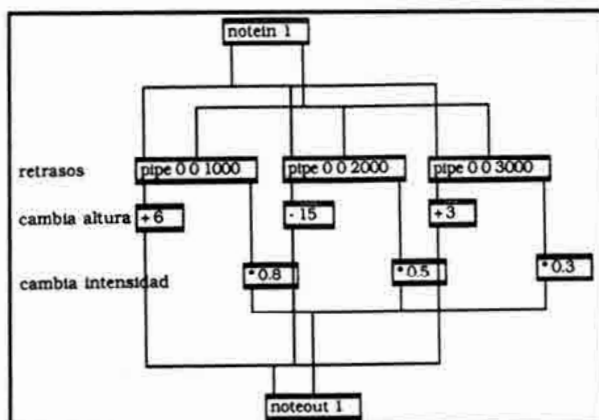 notein 1
retrasos
pipe 0 0 1000
pipe 0 0 2000
pipe 0 0 3000
cambia altura
+ 6
- 15
+ 3
cambia intensidad
* 0.8
* 0.5
* 0.3
noteout 1